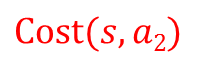 Cost(s, a₂)